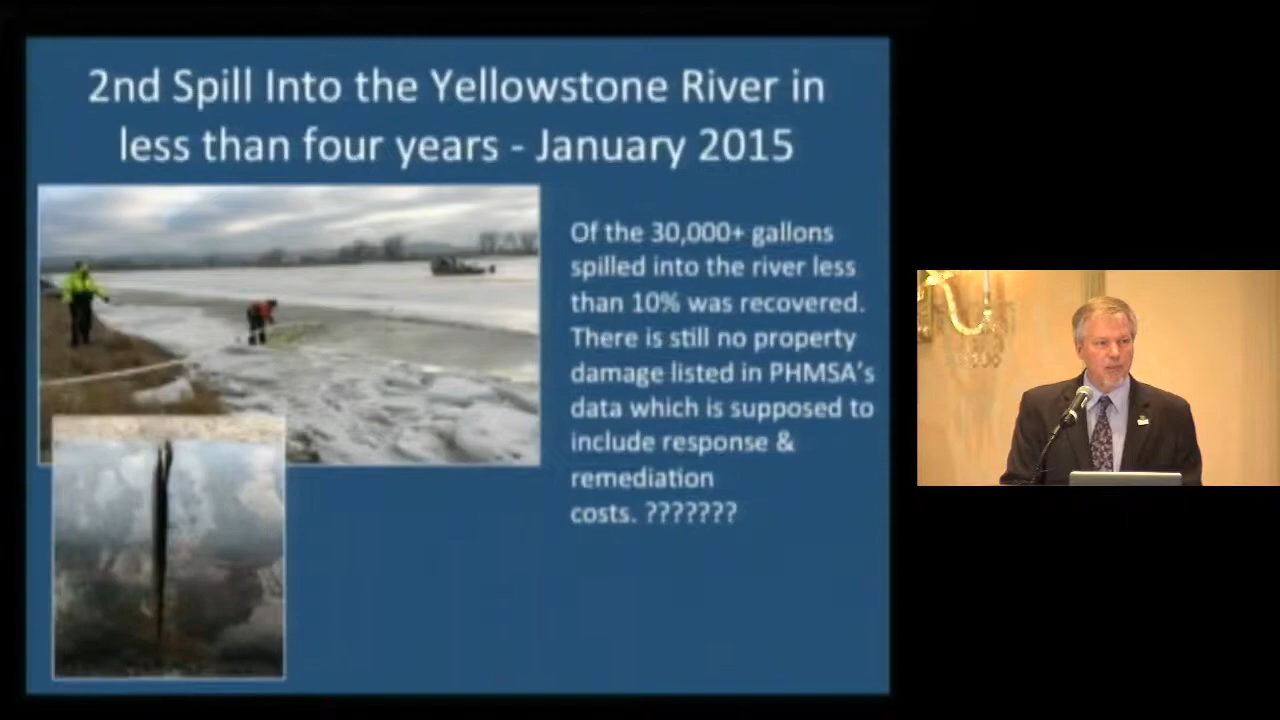 2nd Spill Into the Yellowstone River in
less than four years - January 2015
Of the 30,000+ gallons
spilled into the river less
than 10% was recovered.
There is still no property
damage listed in PHMSA's
data which is supposed to
include response &
remediation
costs. ???????